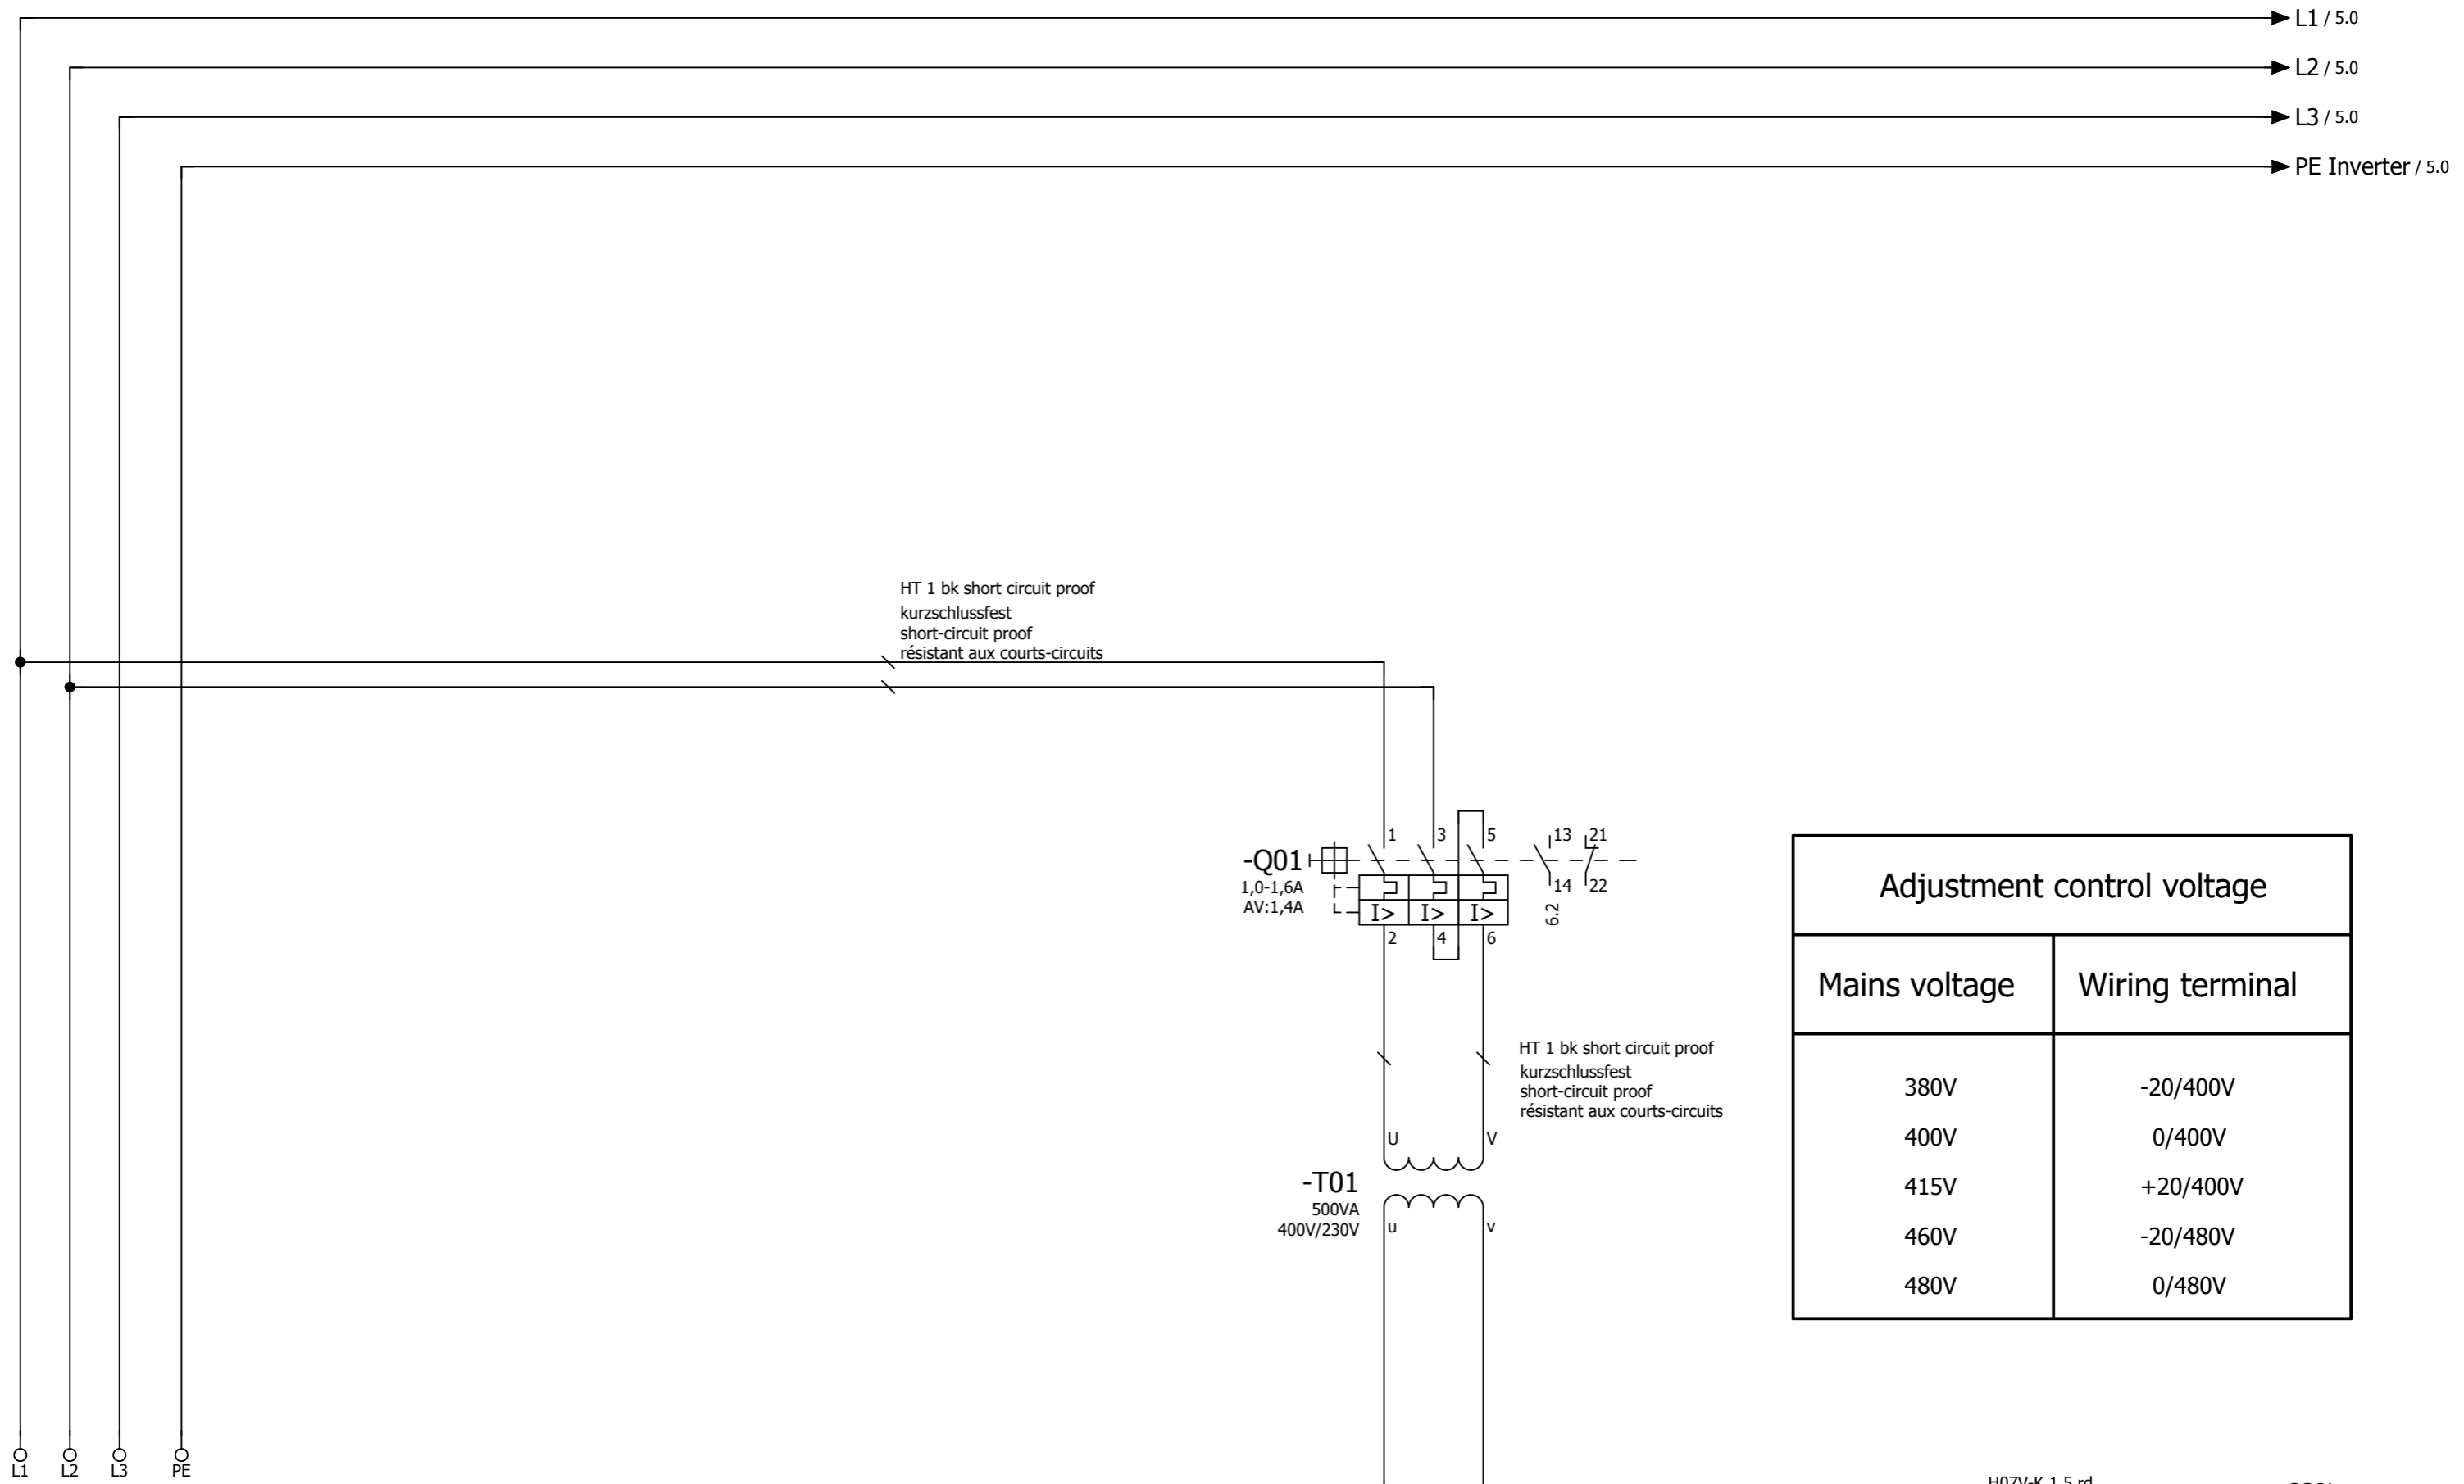 L1 / 5.0
L2 / 5.0
L3 / 5.0
PE Inverter / 5.0
HT 1 bk short circuit proof
kurzschlussfest
short-circuit proof
résistant aux courts-circuits
1 3 5 13 21
-Q01
1,0-1,6A
AV:1,4A
14 22
I> I> I>
6.2
2 4 6
Adjustment control voltage
Mains voltage Wiring terminal
380V -20/400V
400V 0/400V
415V +20/400V
460V -20/480V
480V 0/480V
HT 1 bk short circuit proof
kurzschlussfest
short-circuit proof
résistant aux courts-circuits
U V
-T01
500VA
400V/230V
u v
L1 L2 L3 PE
H07V-K 1,5 rd